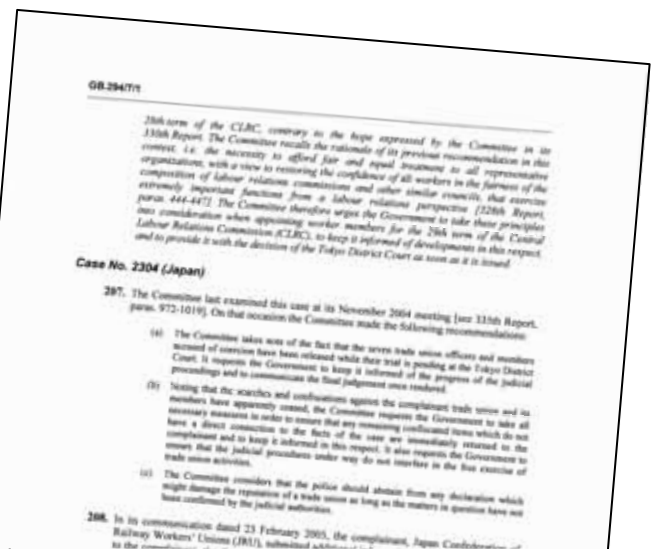 GB.294/7/1
28th term of the CLRC, contrary to the hope expressed by the Committee in its
330th Report. The Committee recalls the rationale of its previous recommendation in this
context, i.e. the necessity to afford fair and equal treatment to all representative
organizations, with a view to restoring the confidence of all workers in the fairness of the
composition of labour relations commissions and other similar councils, that exercise
extremely important functions from a labour relations perspective [328th Report,
paras. 444-447]. The Committee therefore urges the Government to take these principles
into consideration when appointing worker members for the 29th term of the Central
Labour Relations Commission (CLRC), to keep it informed of developments in this respect,
and to provide it with the decision of the Tokyo District Court as soon as it is issued.
Case No. 2304 (Japan)
207. The Committee last examined this case at its November 2004 meeting [see 335th Report,
paras. 972-1019]. On that occasion the Committee made the following recommendations:
(a) The Committee takes note of the fact that the seven trade union officers and members
accused of coercion have been released while their trial is pending at the Tokyo District
Court. It requests the Government to keep it informed of the progress of the judicial
proceedings and to communicate the final judgement once rendered.
(b) Noting that the searches and confiscations against the complainant trade union and its
members have apparently ceased, the Committee requests the Government to take all
necessary measures in order to ensure that any remaining confiscated items which do not
have a direct connection to the facts of the case are immediately returned to the
complainant and to keep it informed in this respect. It also requests the Government to
ensure that the judicial procedures under way do not interfere in the free exercise of
trade union activities.
(c) The Committee considers that the police should abstain from any declaration which
might damage the reputation of a trade union as long as the matters in question have not
been confirmed by the judicial authorities.
208. In its communication dated 23 February 2005, the complainant, Japan Confederation of
Railway Workers' Unions (JRU), submitted additional
to the